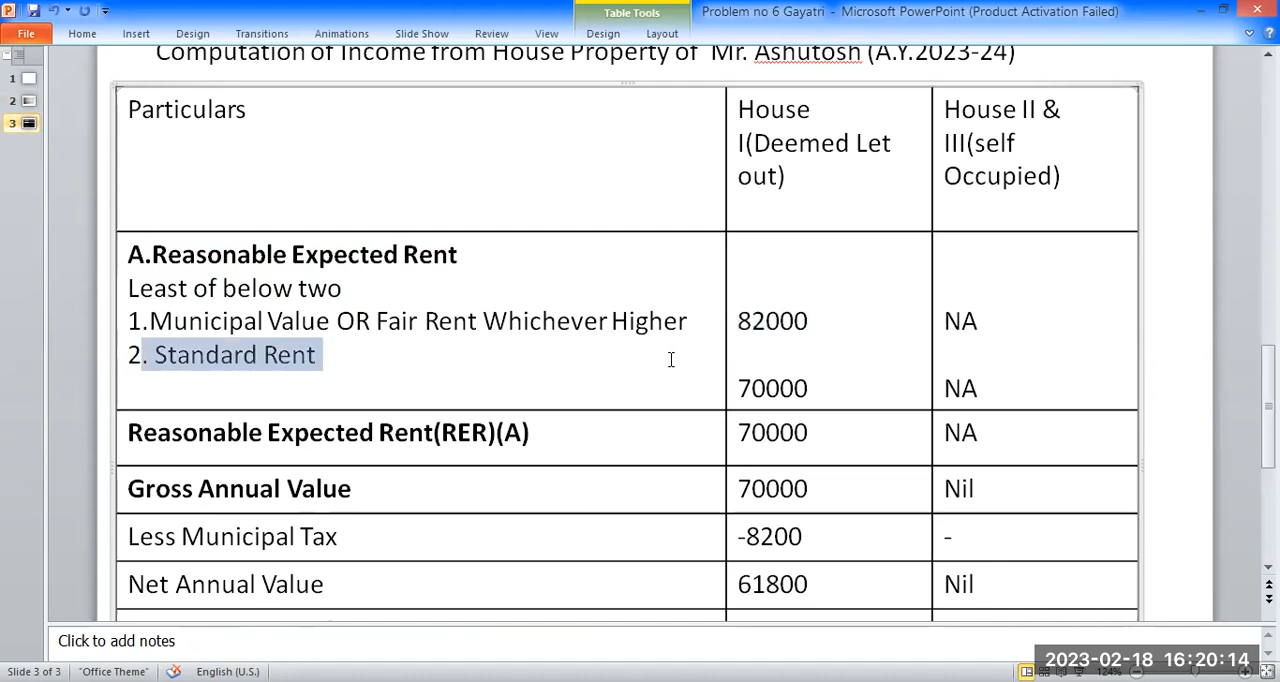 Table Tools
Problem no 6 Gayatri - Microsoft PowerPoint (Product Activation Failed)
File Home Insert Design Transitions Animations Slide Show Review View Design Layout
1
2
3
Computation of Income from House Property of Mr. Ashutosh (A.Y.2023-24)
Particulars
House
I(Deemed Let
out)
House II &
III(self
Occupied)
A.Reasonable Expected Rent
Least of below two
1.Municipal Value OR Fair Rent Whichever Higher 82000 NA
2. Standard Rent
70000 NA
Reasonable Expected Rent(RER)(A) 70000 NA
Gross Annual Value 70000 Nil
Less Municipal Tax -8200 -
Net Annual Value 61800 Nil
Click to add notes
2023-02-18 16:20:14
Slide 3 of 3 "Office Theme" English (U.S.) 124%